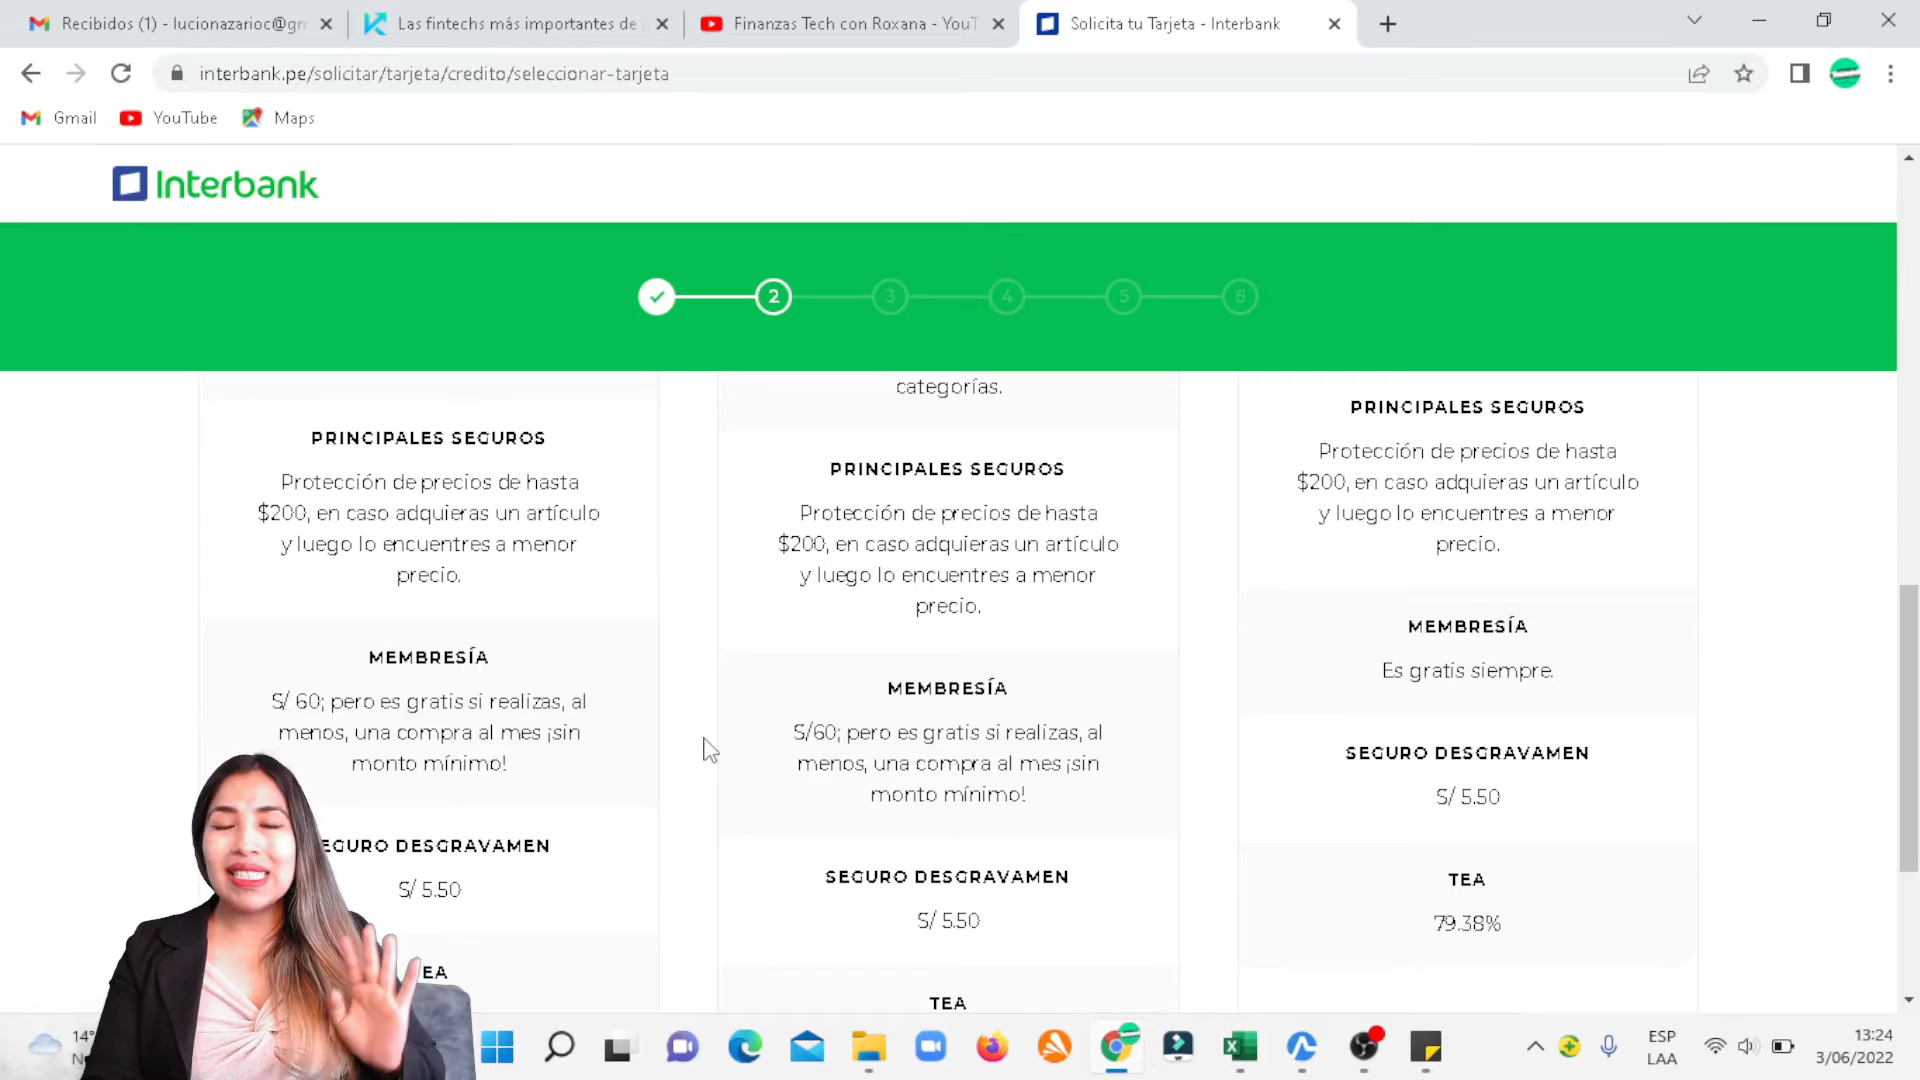 Recibidos (1) - lucionazarioc@gm
Las fintechs más importantes de
Finanzas Tech con Roxana - YouT
Solicita tu Tarjeta - Interbank
interbank.pe/solicitar/tarjeta/credito/seleccionar-tarjeta
Gmail
YouTube
Maps
Interbank
2
3
4
5
6
PRINCIPALES SEGUROS
Protección de precios de hasta
$200, en caso adquieras un artículo
y luego lo encuentres a menor
precio.
MEMBRESÍA
S/ 60; pero es gratis si realizas, al
menos, una compra al mes ¡sin
monto mínimo!
EGURO DESGRAVAMEN
S/ 5.50
EA
categorías.
PRINCIPALES SEGUROS
Protección de precios de hasta
$200, en caso adquieras un artículo
y luego lo encuentres a menor
precio.
MEMBRESÍA
S/60; pero es gratis si realizas, al
menos, una compra al mes ¡sin
monto mínimo!
SEGURO DESGRAVAMEN
S/ 5.50
TEA
PRINCIPALES SEGUROS
Protección de precios de hasta
$200, en caso adquieras un artículo
y luego lo encuentres a menor
precio.
MEMBRESÍA
Es gratis siempre.
SEGURO DESGRAVAMEN
S/ 5.50
TEA
79.38%
14°
N
ESP
LAA
13:24
3/06/2022